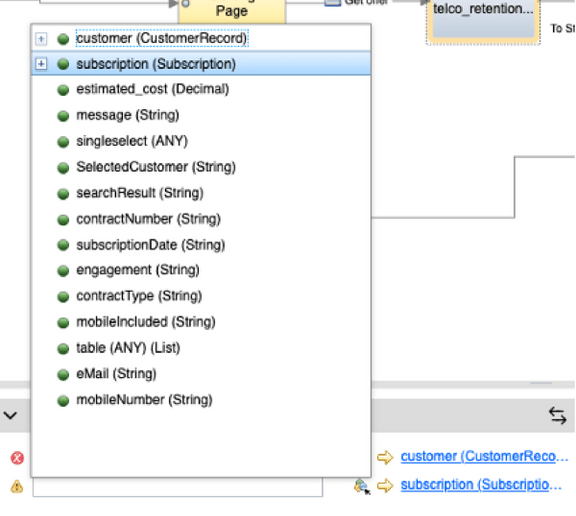 Page
Get offer
telco_retention...
To St
customer (CustomerRecord)
subscription (Subscription)
estimated_cost (Decimal)
message (String)
singleselect (ANY)
SelectedCustomer (String)
searchResult (String)
contractNumber (String)
subscriptionDate (String)
engagement (String)
contractType (String)
mobileIncluded (String)
table (ANY) (List)
eMail (String)
mobileNumber (String)
customer (CustomerReco...
subscription (Subscriptio...